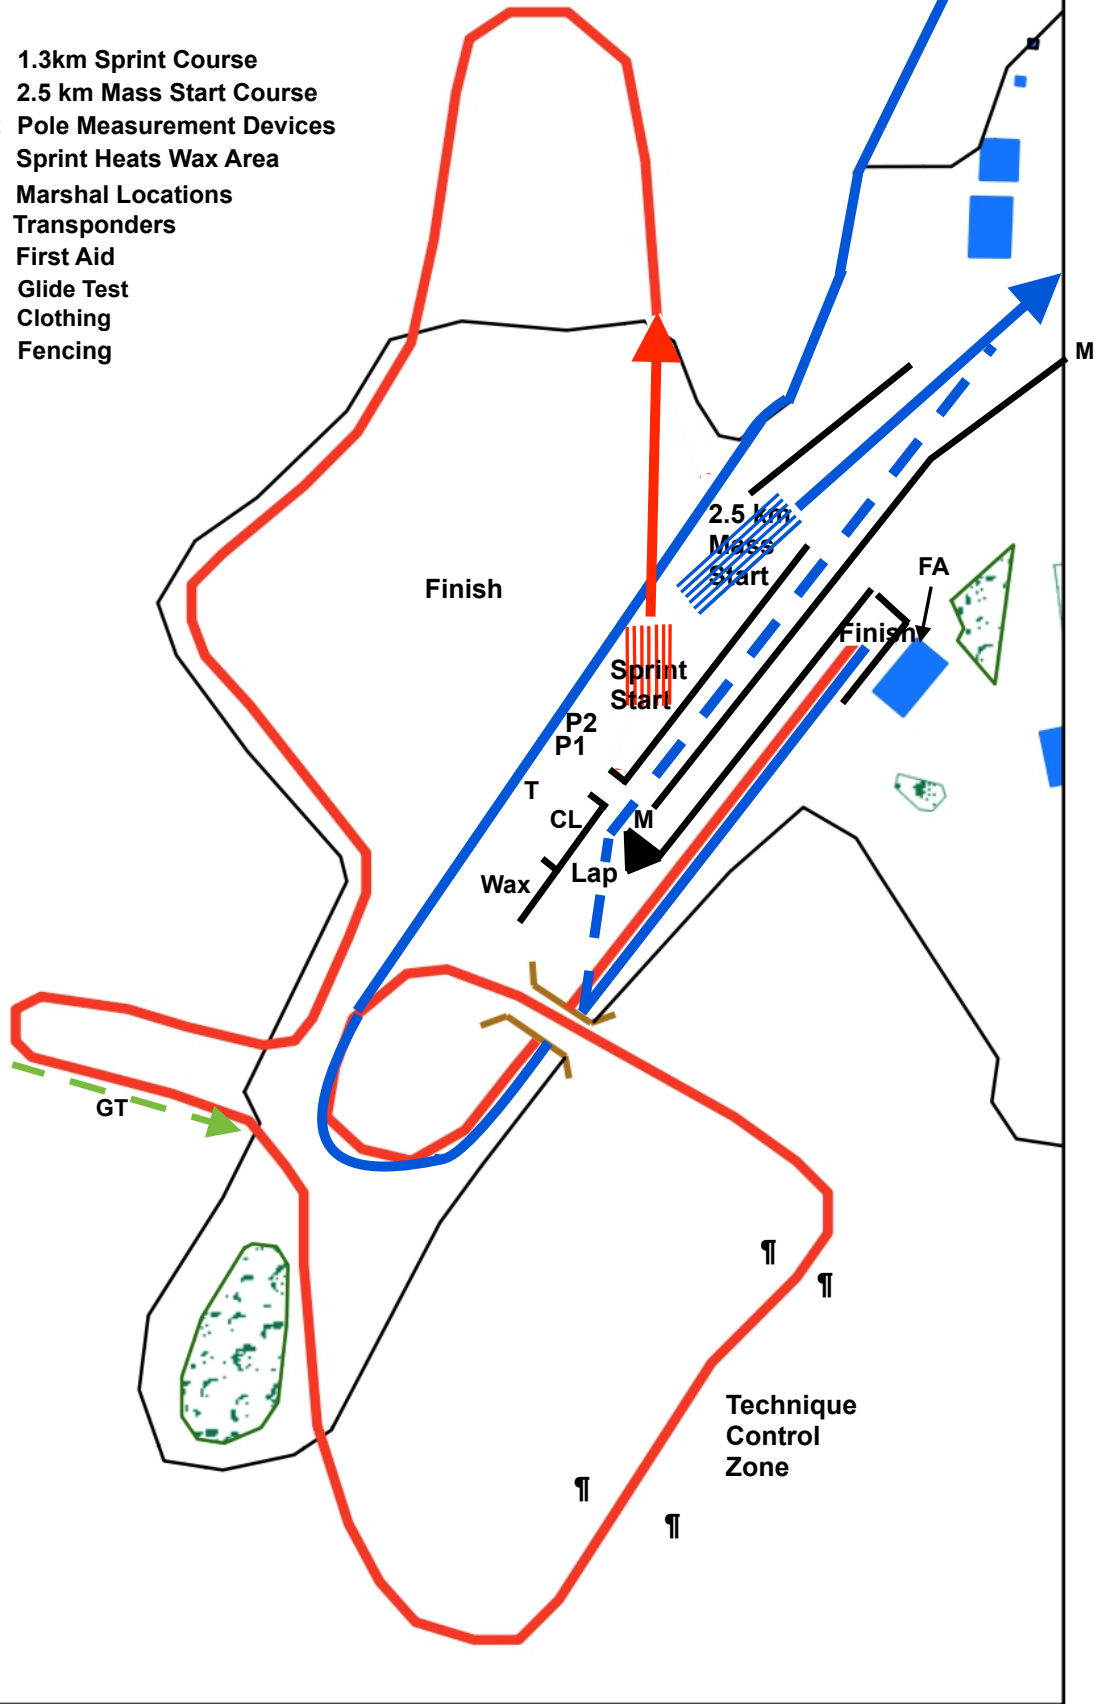 1.3km Sprint Course
2.5 km Mass Start Course
: Pole Measurement Devices
Sprint Heats Wax Area
Marshal Locations
Transponders
First Aid
Glide Test
Clothing
Fencing
M
2.5 km
Mass
Start
FA
Finish
Finish
Sprint
Start
P2
P1
T
CL
M
Lap
Wax
GT
¶
¶
Technique
Control
Zone
¶
¶